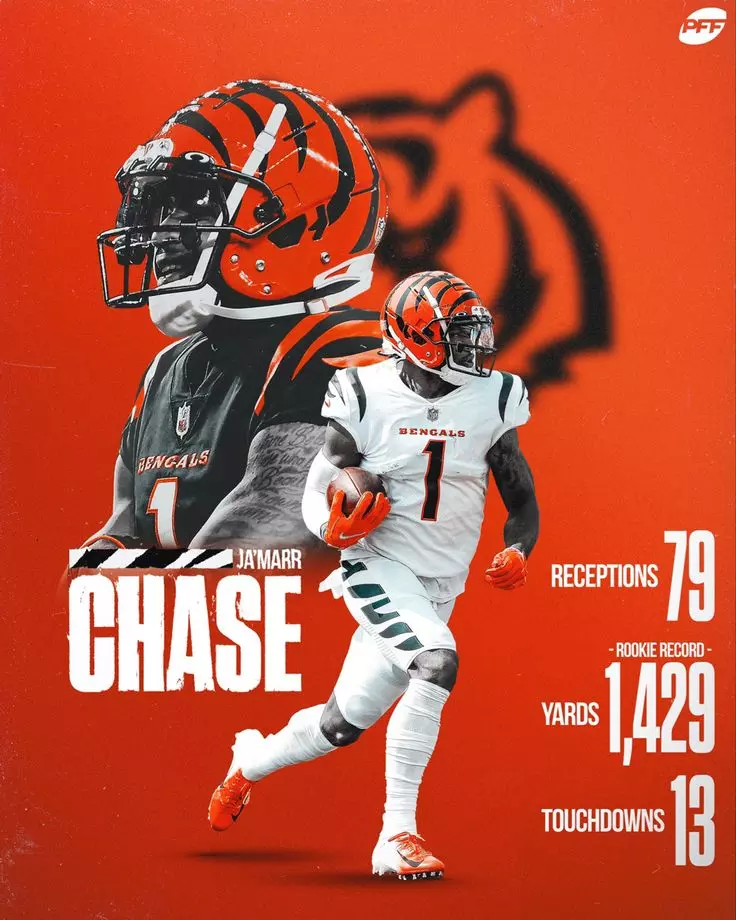 PFF
BENGALS
1
BENGALS
1
JA'MARR
CHASE
RECEPTIONS 79
- ROOKIE RECORD -
YARDS 1,429
TOUCHDOWNS 13